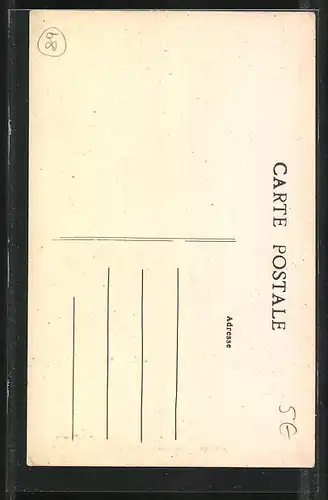 CARTE POSTALE
Adresse
68
5€